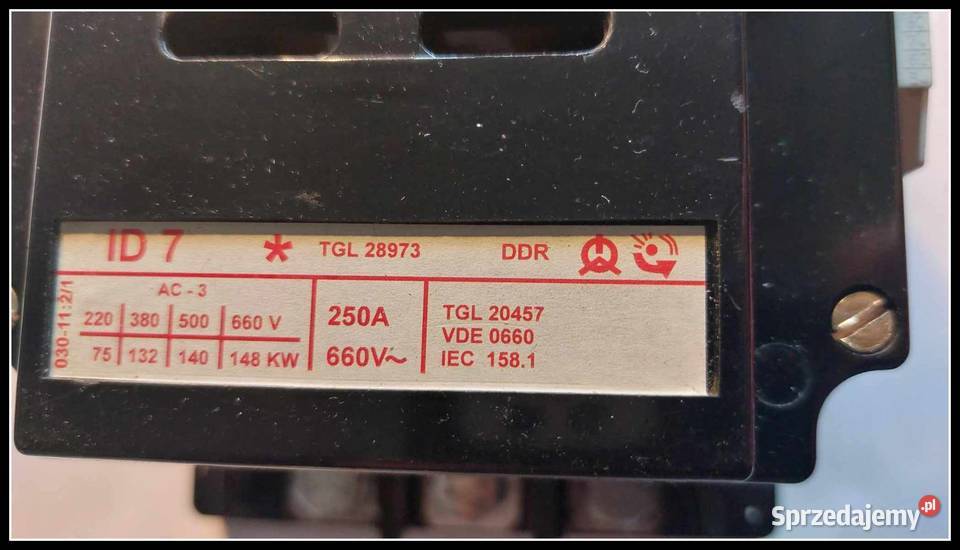 ID 7 * TGL 28973 DDR
030-11:2/1
AC - 3
220 380 500 660 V
75 132 140 148 KW
250A
660V~
TGL 20457
VDE 0660
IEC 158.1
Sprzedajemy.pl